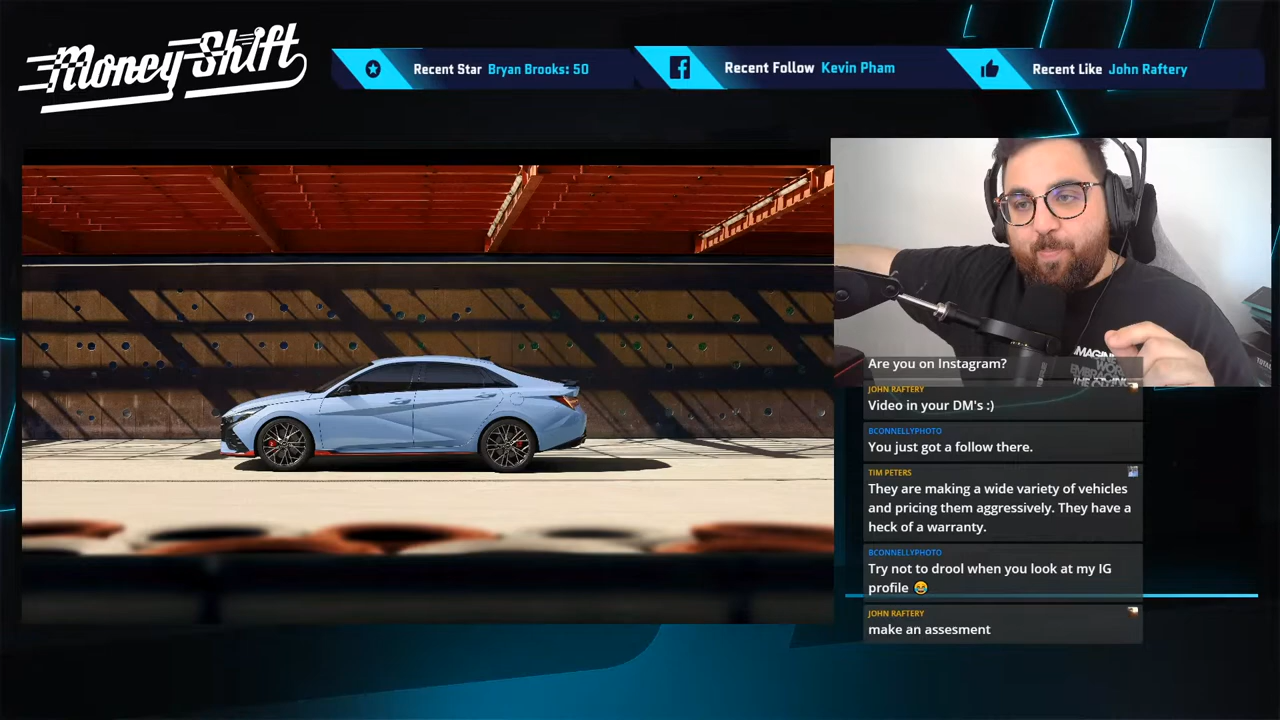 Money Shift
Recent Star Bryan Brooks: 50
Recent Follow Kevin Pham
Recent Like John Raftery
Are you on Instagram?
JOHN RAFTERY
Video in your DM's :)
BCONNELLYPHOTO
You just got a follow there.
TIM PETERS
They are making a wide variety of vehicles
and pricing them aggressively. They have a
heck of a warranty.
BCONNELLYPHOTO
Try not to drool when you look at my IG
profile 😂
JOHN RAFTERY
make an assesment